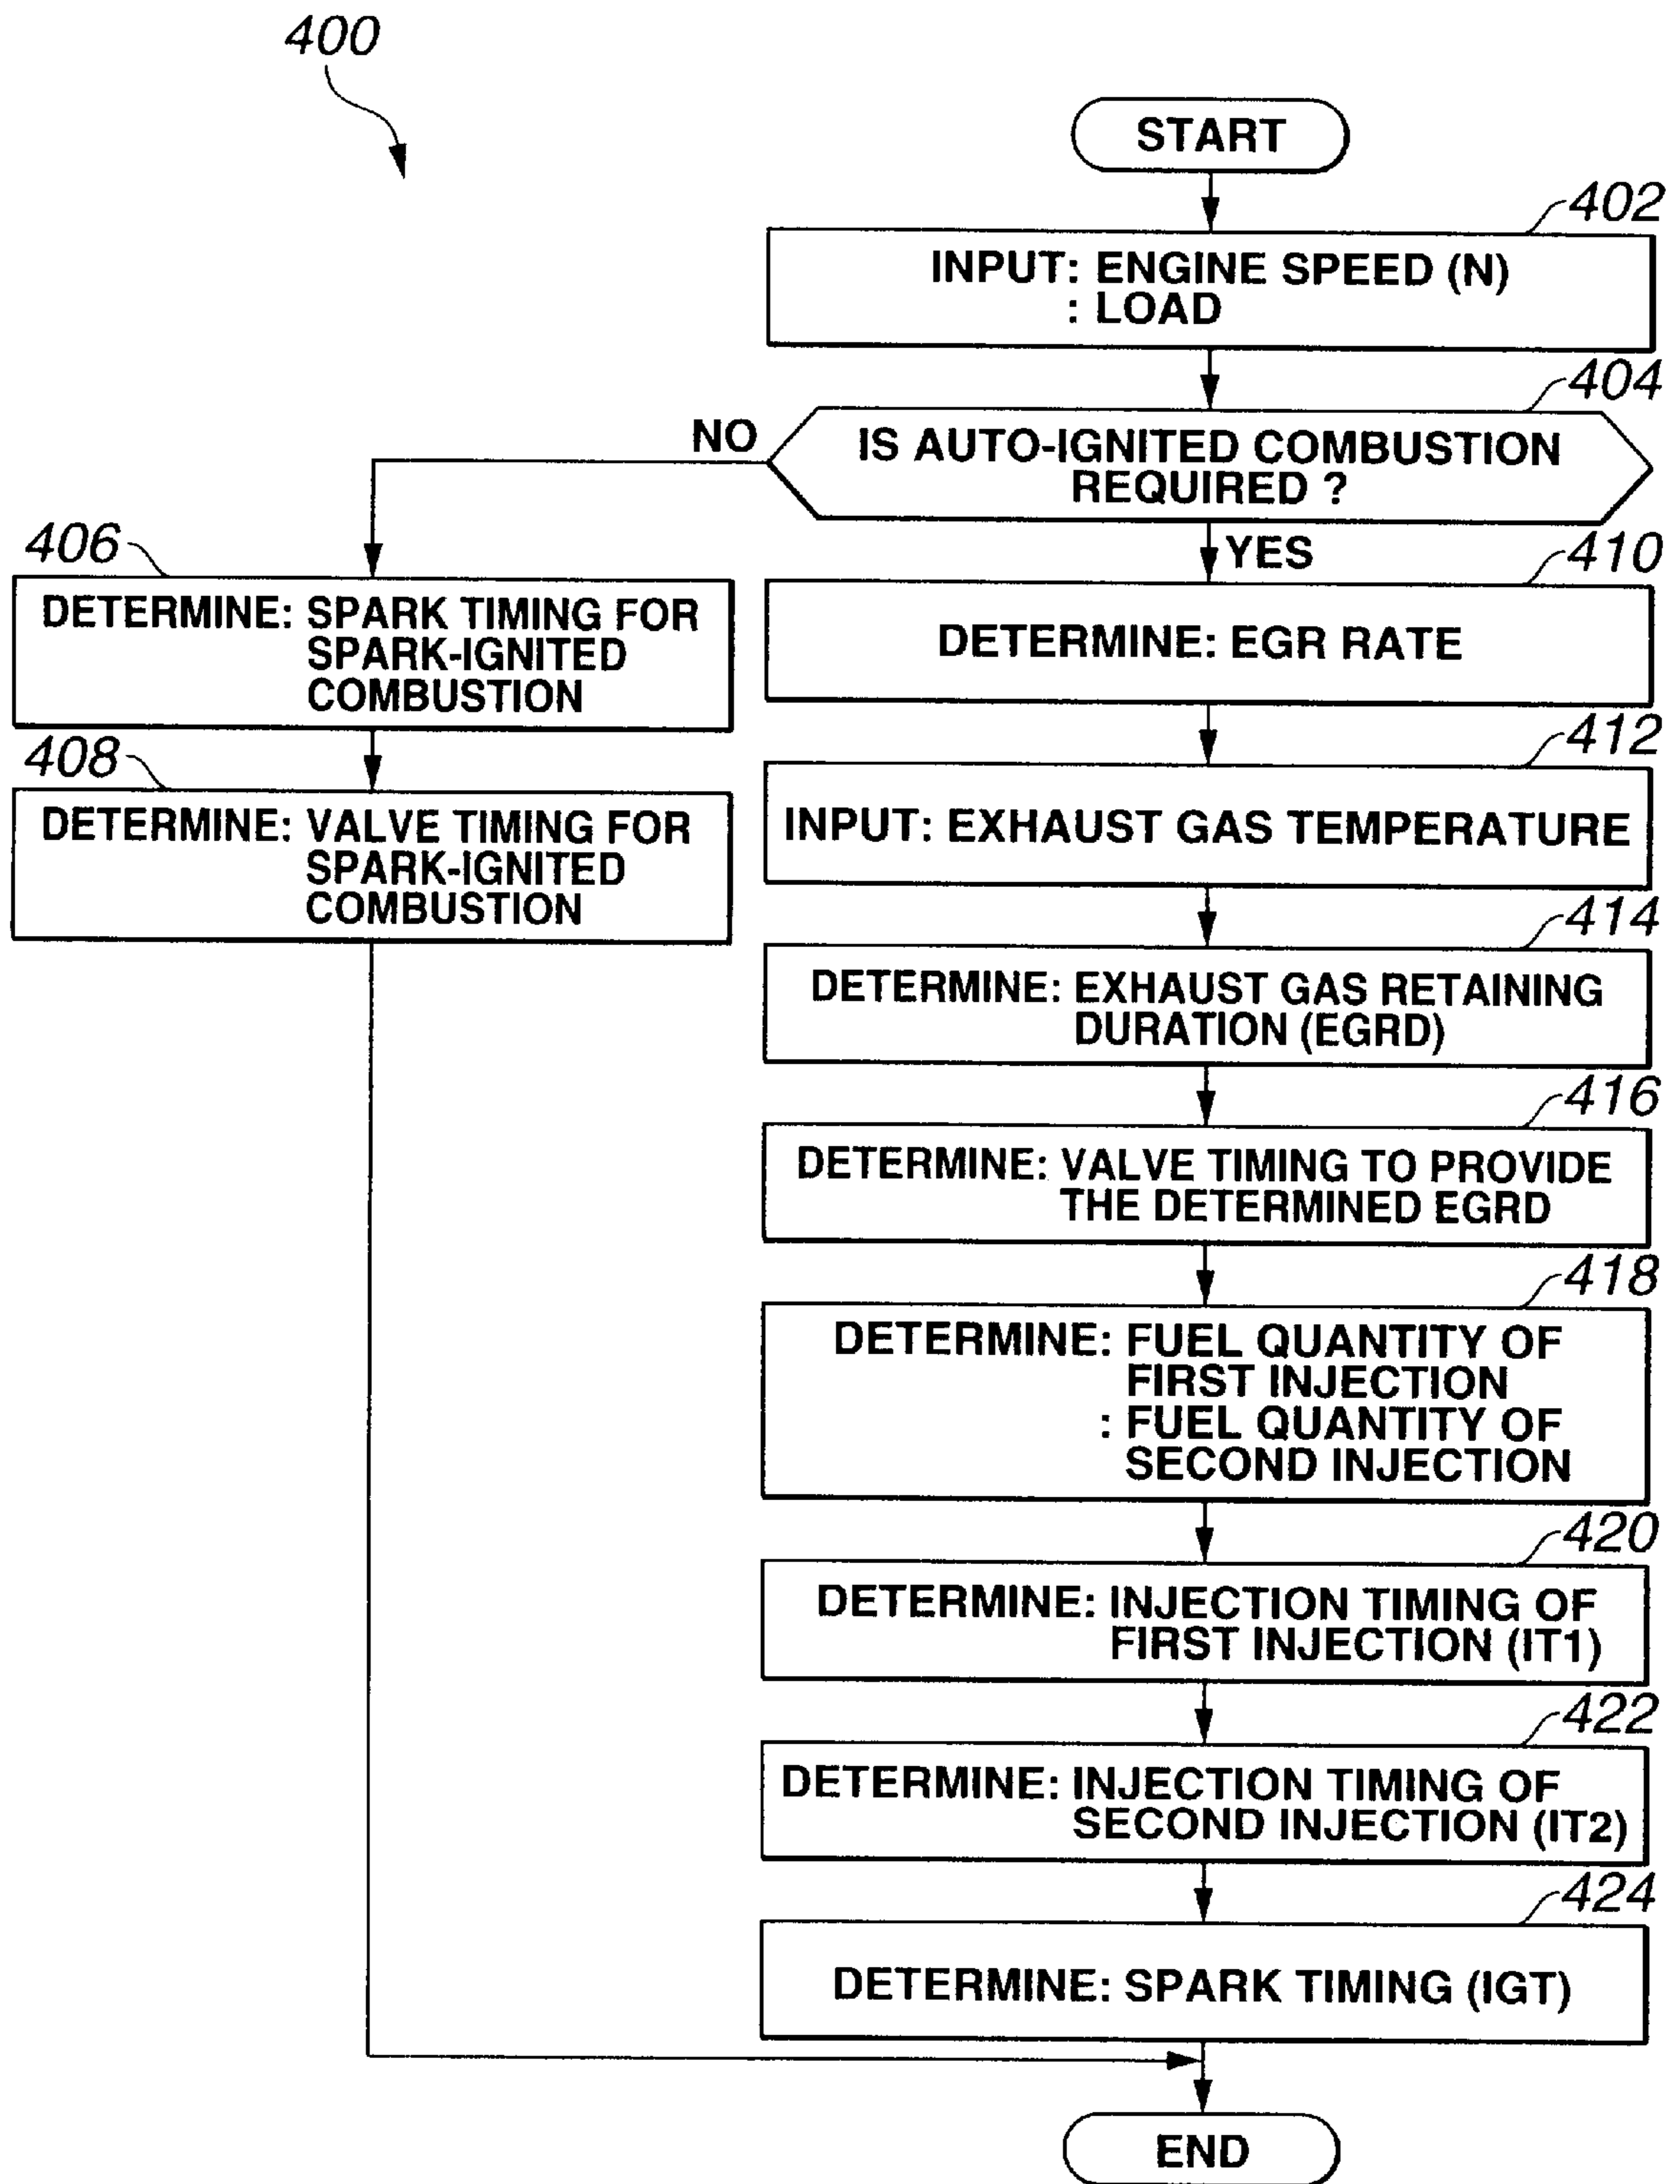 400
START
402
INPUT: ENGINE SPEED (N)
: LOAD
404
IS AUTO-IGNITED COMBUSTION
REQUIRED ?
NO
YES
406
DETERMINE: SPARK TIMING FOR
SPARK-IGNITED
COMBUSTION
408
DETERMINE: VALVE TIMING FOR
SPARK-IGNITED
COMBUSTION
410
DETERMINE: EGR RATE
412
INPUT: EXHAUST GAS TEMPERATURE
414
DETERMINE: EXHAUST GAS RETAINING
DURATION (EGRD)
416
DETERMINE: VALVE TIMING TO PROVIDE
THE DETERMINED EGRD
418
DETERMINE: FUEL QUANTITY OF
FIRST INJECTION
: FUEL QUANTITY OF
SECOND INJECTION
420
DETERMINE: INJECTION TIMING OF
FIRST INJECTION (IT1)
422
DETERMINE: INJECTION TIMING OF
SECOND INJECTION (IT2)
424
DETERMINE: SPARK TIMING (IGT)
END